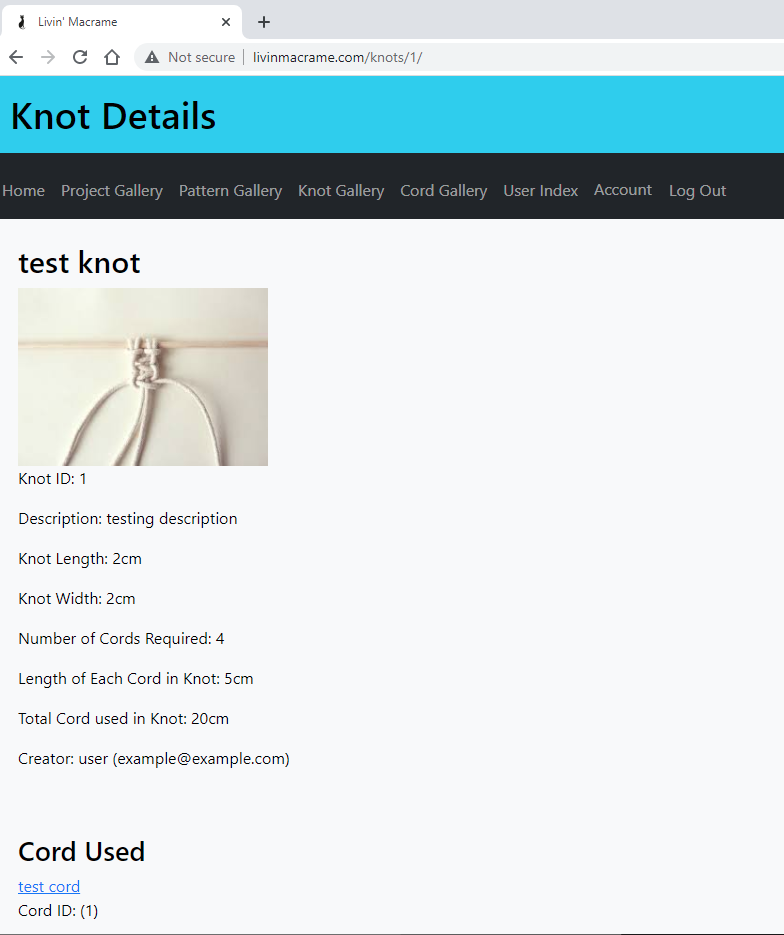 Livin' Macrame
Not secure | livinmacrame.com/knots/1/
Knot Details
Home Project Gallery Pattern Gallery Knot Gallery Cord Gallery User Index Account Log Out
test knot
Knot ID: 1
Description: testing description
Knot Length: 2cm
Knot Width: 2cm
Number of Cords Required: 4
Length of Each Cord in Knot: 5cm
Total Cord used in Knot: 20cm
Creator: user (example@example.com)
Cord Used
test cord
Cord ID: (1)